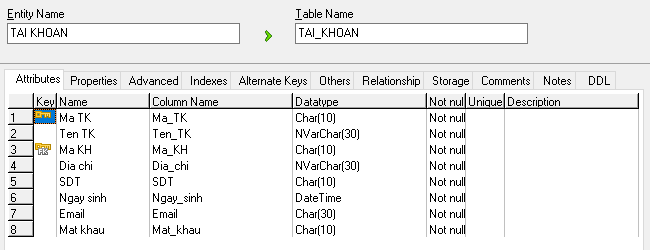 Entity Name Table Name
TAI KHOAN TAI_KHOAN
Attributes Properties Advanced Indexes Alternate Keys Others Relationship Storage Comments Notes DDL
Key Name Column Name Datatype Not nul Unique Description
1 Ma TK Ma_TK Char(10) Not null
2 Ten TK Ten_TK NVarChar(30) Not null
3 FK Ma KH Ma_KH Char(10) Not null
4 Dia chi Dia_chi NVarChar(30) Not null
5 SDT SDT Char(10) Not null
6 Ngay sinh Ngay_sinh DateTime Not null
7 Email Email Char(30) Not null
8 Mat khau Mat_khau Char(10) Not null